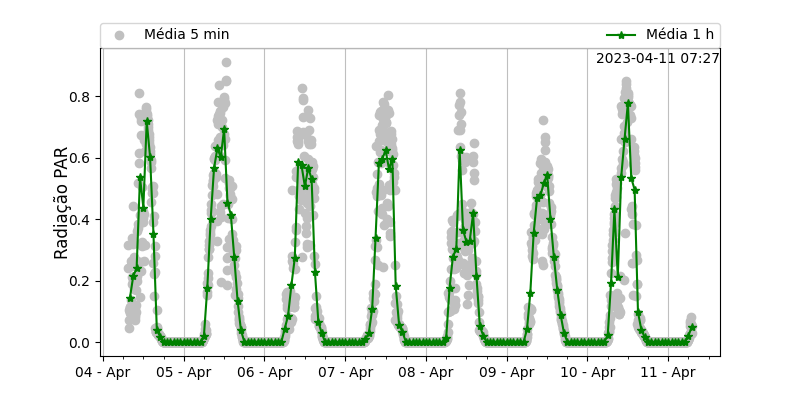 Média 5 min
Média 1 h
2023-04-11 07:27
Radiação PAR
0.8
0.6
0.4
0.2
0.0
04 - Apr
05 - Apr
06 - Apr
07 - Apr
08 - Apr
09 - Apr
10 - Apr
11 - Apr